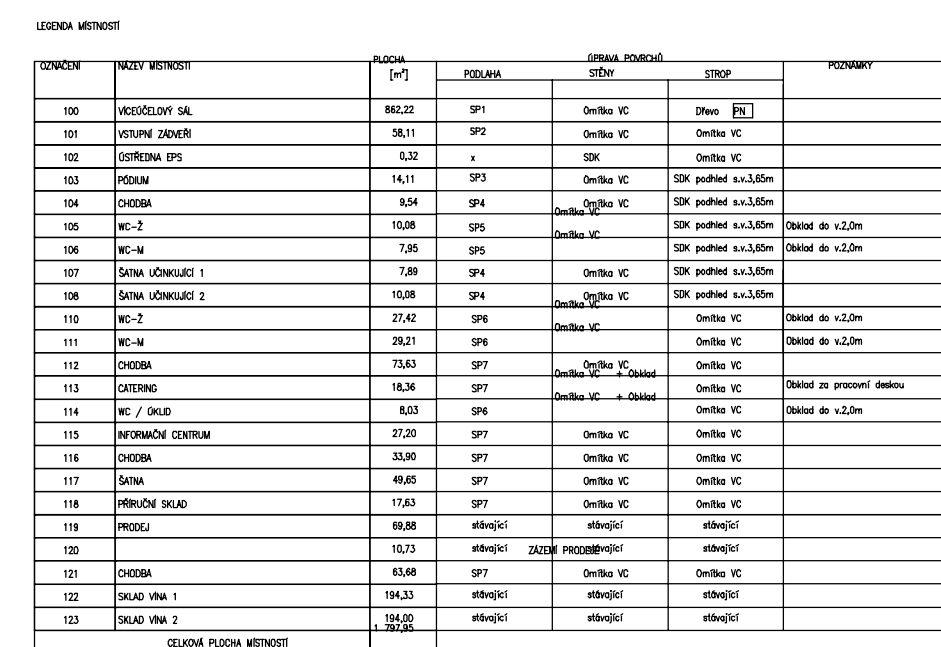 LEGENDA MÍSTNOSTÍ
OZNAČENÍ NÁZEV MÍSTNOSTI PLOCHA [m²] ÚPRAVA POVRCHŮ POZNÁMKY
PODLAHA STĚNY STROP
100 VÍCEÚČELOVÝ SÁL 862,22 SP1 Omítka VC Dřevo PN
101 VSTUPNÍ ZÁDVEŘÍ 58,11 SP2 Omítka VC Omítka VC
102 ÚSTŘEDNA EPS 0,32 x SDK Omítka VC
103 PÓDIUM 14,11 SP3 Omítka VC SDK podhled s.v.3,65m
104 CHODBA 9,54 SP4 Omítka VC SDK podhled s.v.3,65m
105 WC-Ž 10,08 SP5 Omítka VC SDK podhled s.v.3,65m Obklad do v.2,0m
106 WC-M 7,95 SP5 Omítka VC SDK podhled s.v.3,65m Obklad do v.2,0m
107 ŠATNA UČINKUJÍCÍ 1 7,89 SP4 Omítka VC SDK podhled s.v.3,65m
108 ŠATNA UČINKUJÍCÍ 2 10,08 SP4 Omítka VC SDK podhled s.v.3,65m
110 WC-Ž 27,42 SP6 Omítka VC Omítka VC Obklad do v.2,0m
111 WC-M 29,21 SP6 Omítka VC Omítka VC Obklad do v.2,0m
112 CHODBA 73,63 SP7 Omítka VC Omítka VC
113 CATERING 18,36 SP7 Omítka VC + Obklad Omítka VC Obklad za pracovní deskou
114 WC / ÚKLID 8,03 SP6 Omítka VC + Obklad Omítka VC Obklad do v.2,0m
115 INFORMAČNÍ CENTRUM 27,20 SP7 Omítka VC Omítka VC
116 CHODBA 33,90 SP7 Omítka VC Omítka VC
117 ŠATNA 49,65 SP7 Omítka VC Omítka VC
118 PŘÍRUČNÍ SKLAD 17,63 SP7 Omítka VC Omítka VC
119 PRODEJ 69,88 stávající stávající stávající
120 10,73 stávající ZÁZEMÍ PRODEJE stávající stávající
121 CHODBA 63,68 SP7 Omítka VC Omítka VC
122 SKLAD VÍNA 1 194,33 stávající stávající stávající
123 SKLAD VÍNA 2 194,00 stávající stávající stávající
CELKOVÁ PLOCHA MÍSTNOSTÍ 1 797,95